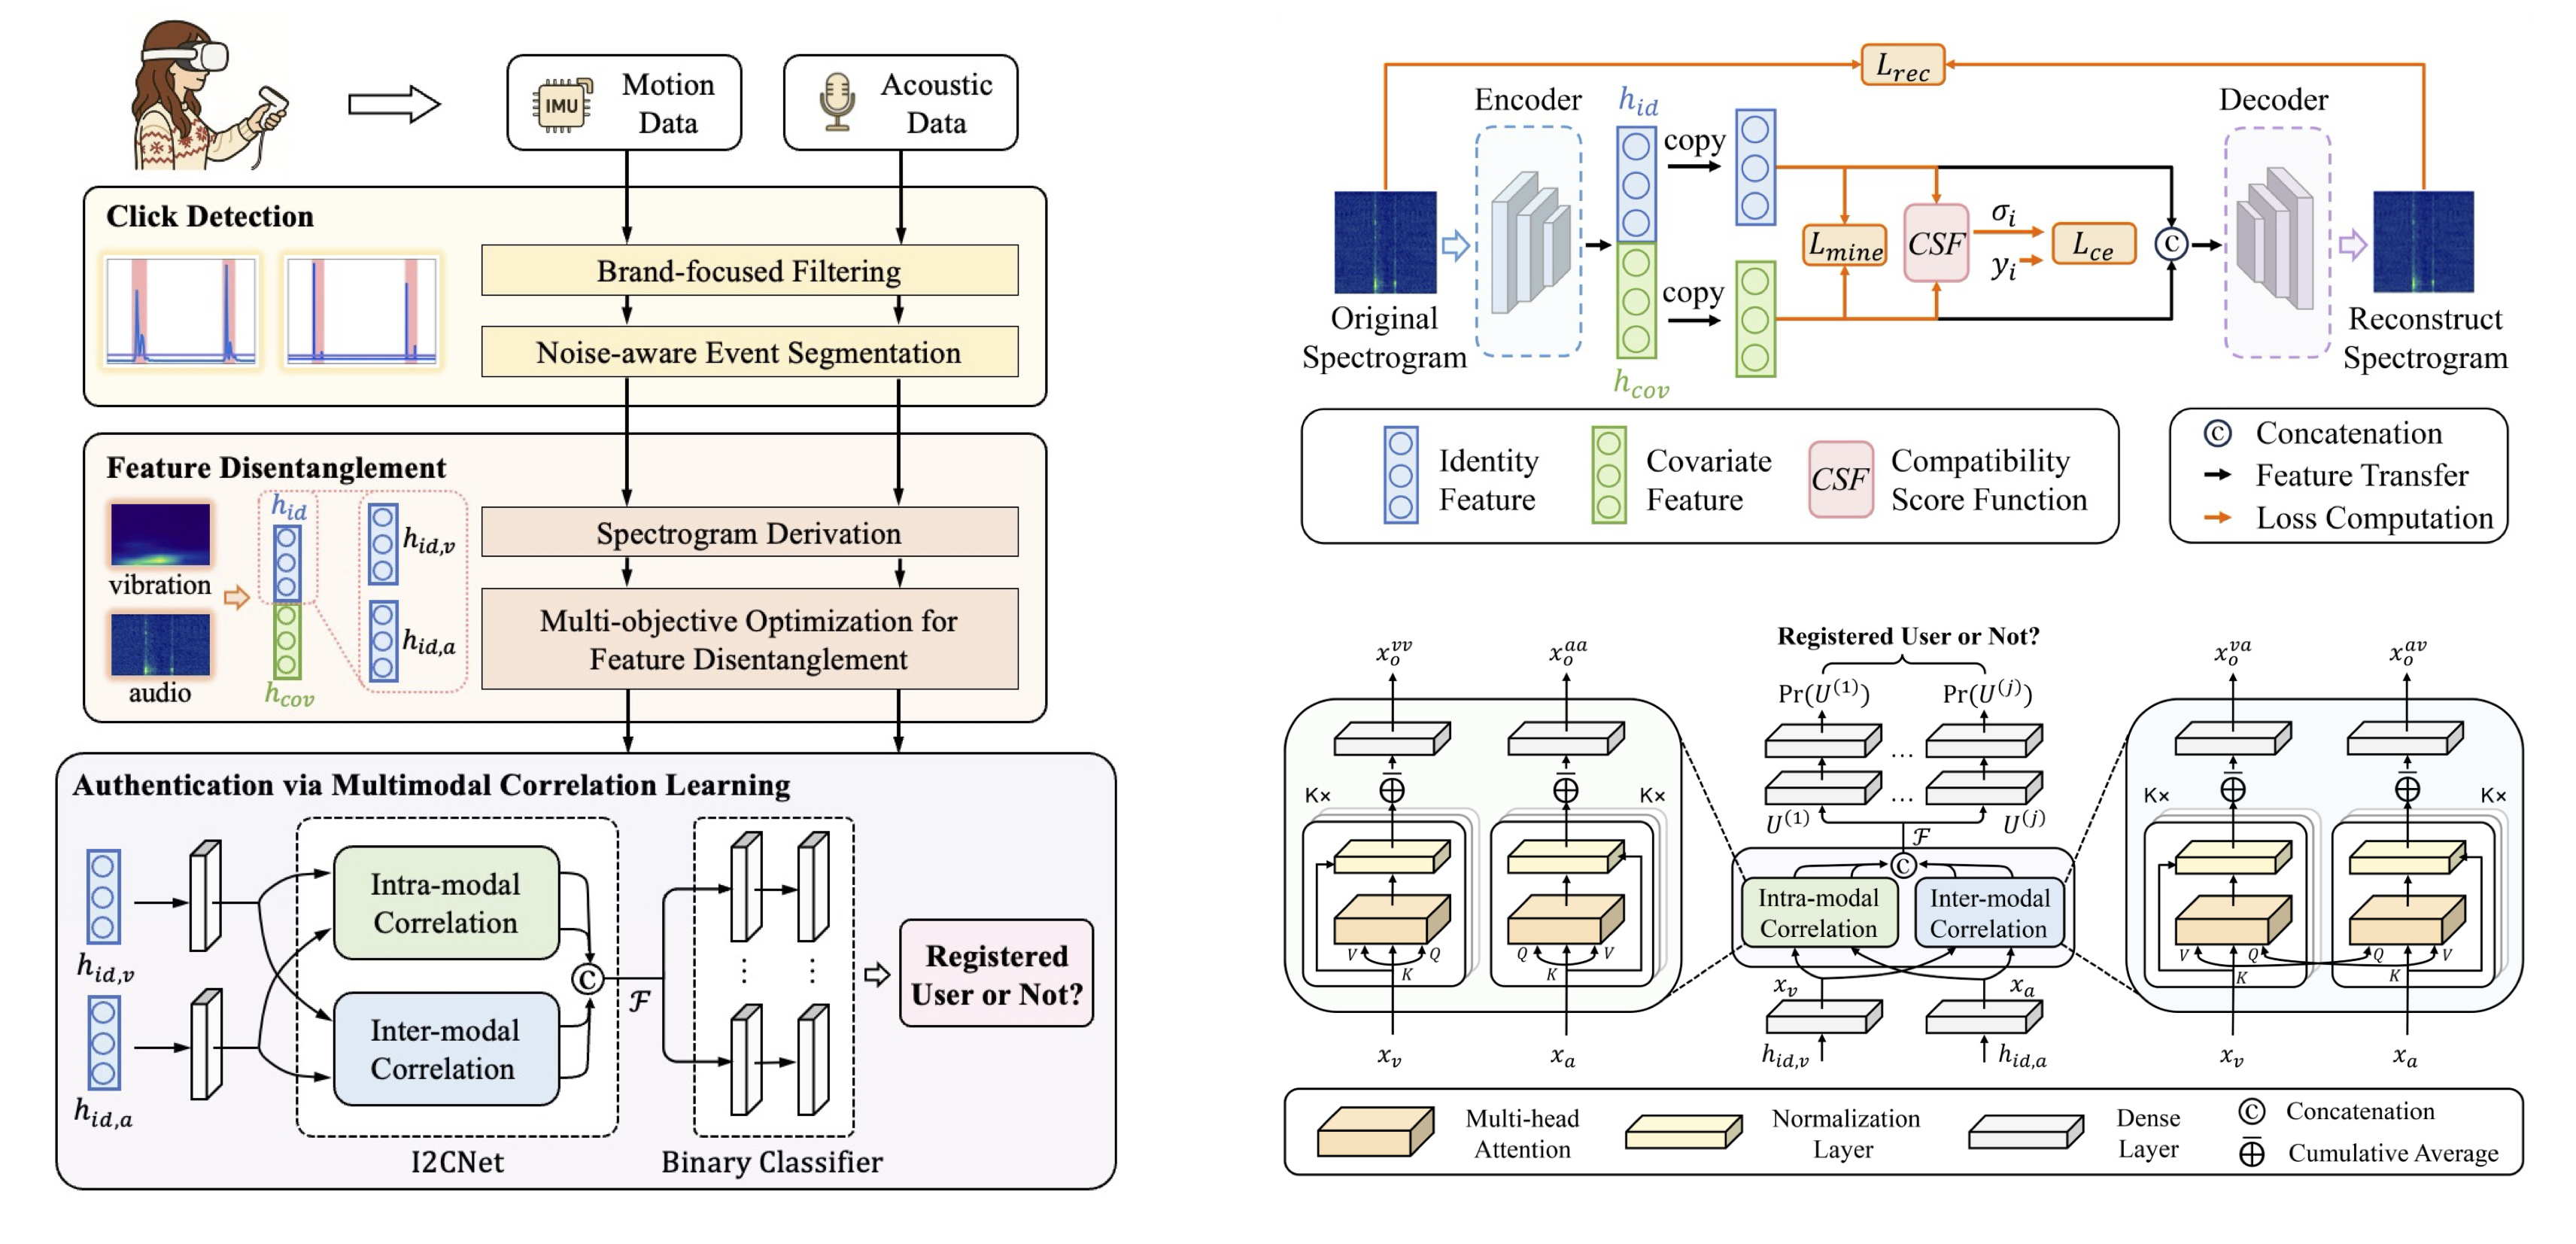 IMU
Motion
Data
Acoustic
Data
Click Detection
Brand-focused Filtering
Noise-aware Event Segmentation
Feature Disentanglement
vibration
audio
h_{id}
h_{cov}
h_{id,v}
h_{id,a}
Spectrogram Derivation
Multi-objective Optimization for
Feature Disentanglement
Authentication via Multimodal Correlation Learning
h_{id,v}
h_{id,a}
Intra-modal
Correlation
Inter-modal
Correlation
C
ℱ
I2CNet
Binary Classifier
Registered
User or Not?
L_{rec}
Encoder
h_{id}
Decoder
copy
copy
h_{cov}
L_{mine}
CSF
σ_i
y_i
L_{ce}
C
Original
Spectrogram
Reconstruct
Spectrogram
Identity
Feature
Covariate
Feature
CSF
Compatibility
Score Function
C
Concatenation
Feature Transfer
Loss Computation
x_o^{vv}
x_o^{aa}
K×
K×
V
K
Q
Q
K
V
x_v
x_a
Registered User or Not?
Pr(U^{(1)})
Pr(U^{(j)})
...
...
U^{(1)}
U^{(j)}
ℱ
C
Intra-modal
Correlation
Inter-modal
Correlation
x_v
x_a
h_{id,v}
h_{id,a}
x_o^{va}
x_o^{av}
K×
K×
V
Q
K
Q
K
V
x_v
x_a
Multi-head
Attention
Normalization
Layer
Dense
Layer
C
Concatenation
Cumulative Average